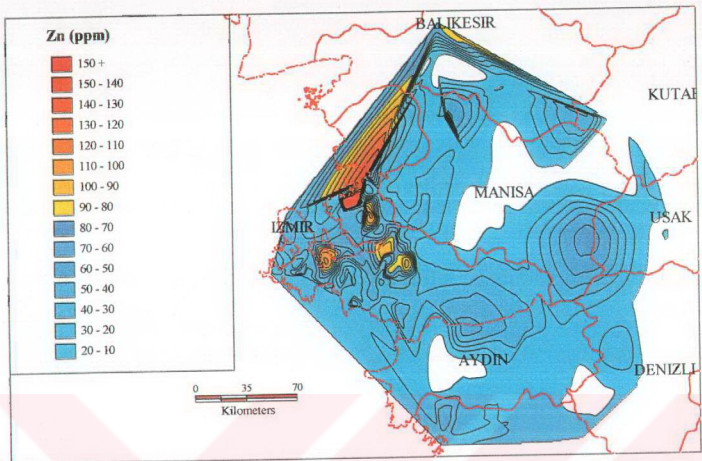 Zn (ppm)
150 +
150 - 140
140 - 130
130 - 120
120 - 110
110 - 100
100 - 90
90 - 80
80 - 70
70 - 60
60 - 50
50 - 40
40 - 30
30 - 20
20 - 10
BALIKESIR
KUTAH
MANISA
USAK
IZMIR
AYDIN
DENIZLI
0 35 70
Kilometers